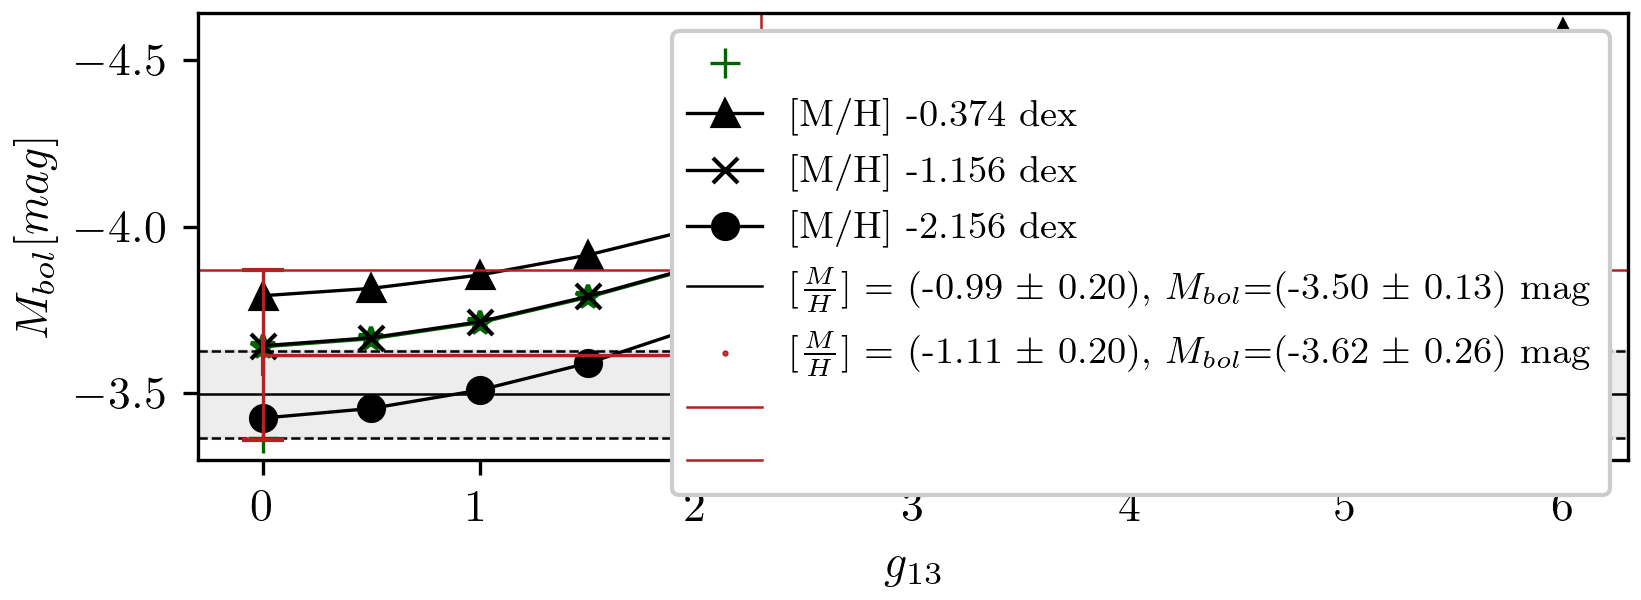 −4.5
−4.0
−3.5
M_bol[mag]
[M/H] -0.374 dex
[M/H] -1.156 dex
[M/H] -2.156 dex
[M/H] = (-0.99 ± 0.20), M_bol=(-3.50 ± 0.13) mag
[M/H] = (-1.11 ± 0.20), M_bol=(-3.62 ± 0.26) mag
0 1 2 3 4 5 6
g_13